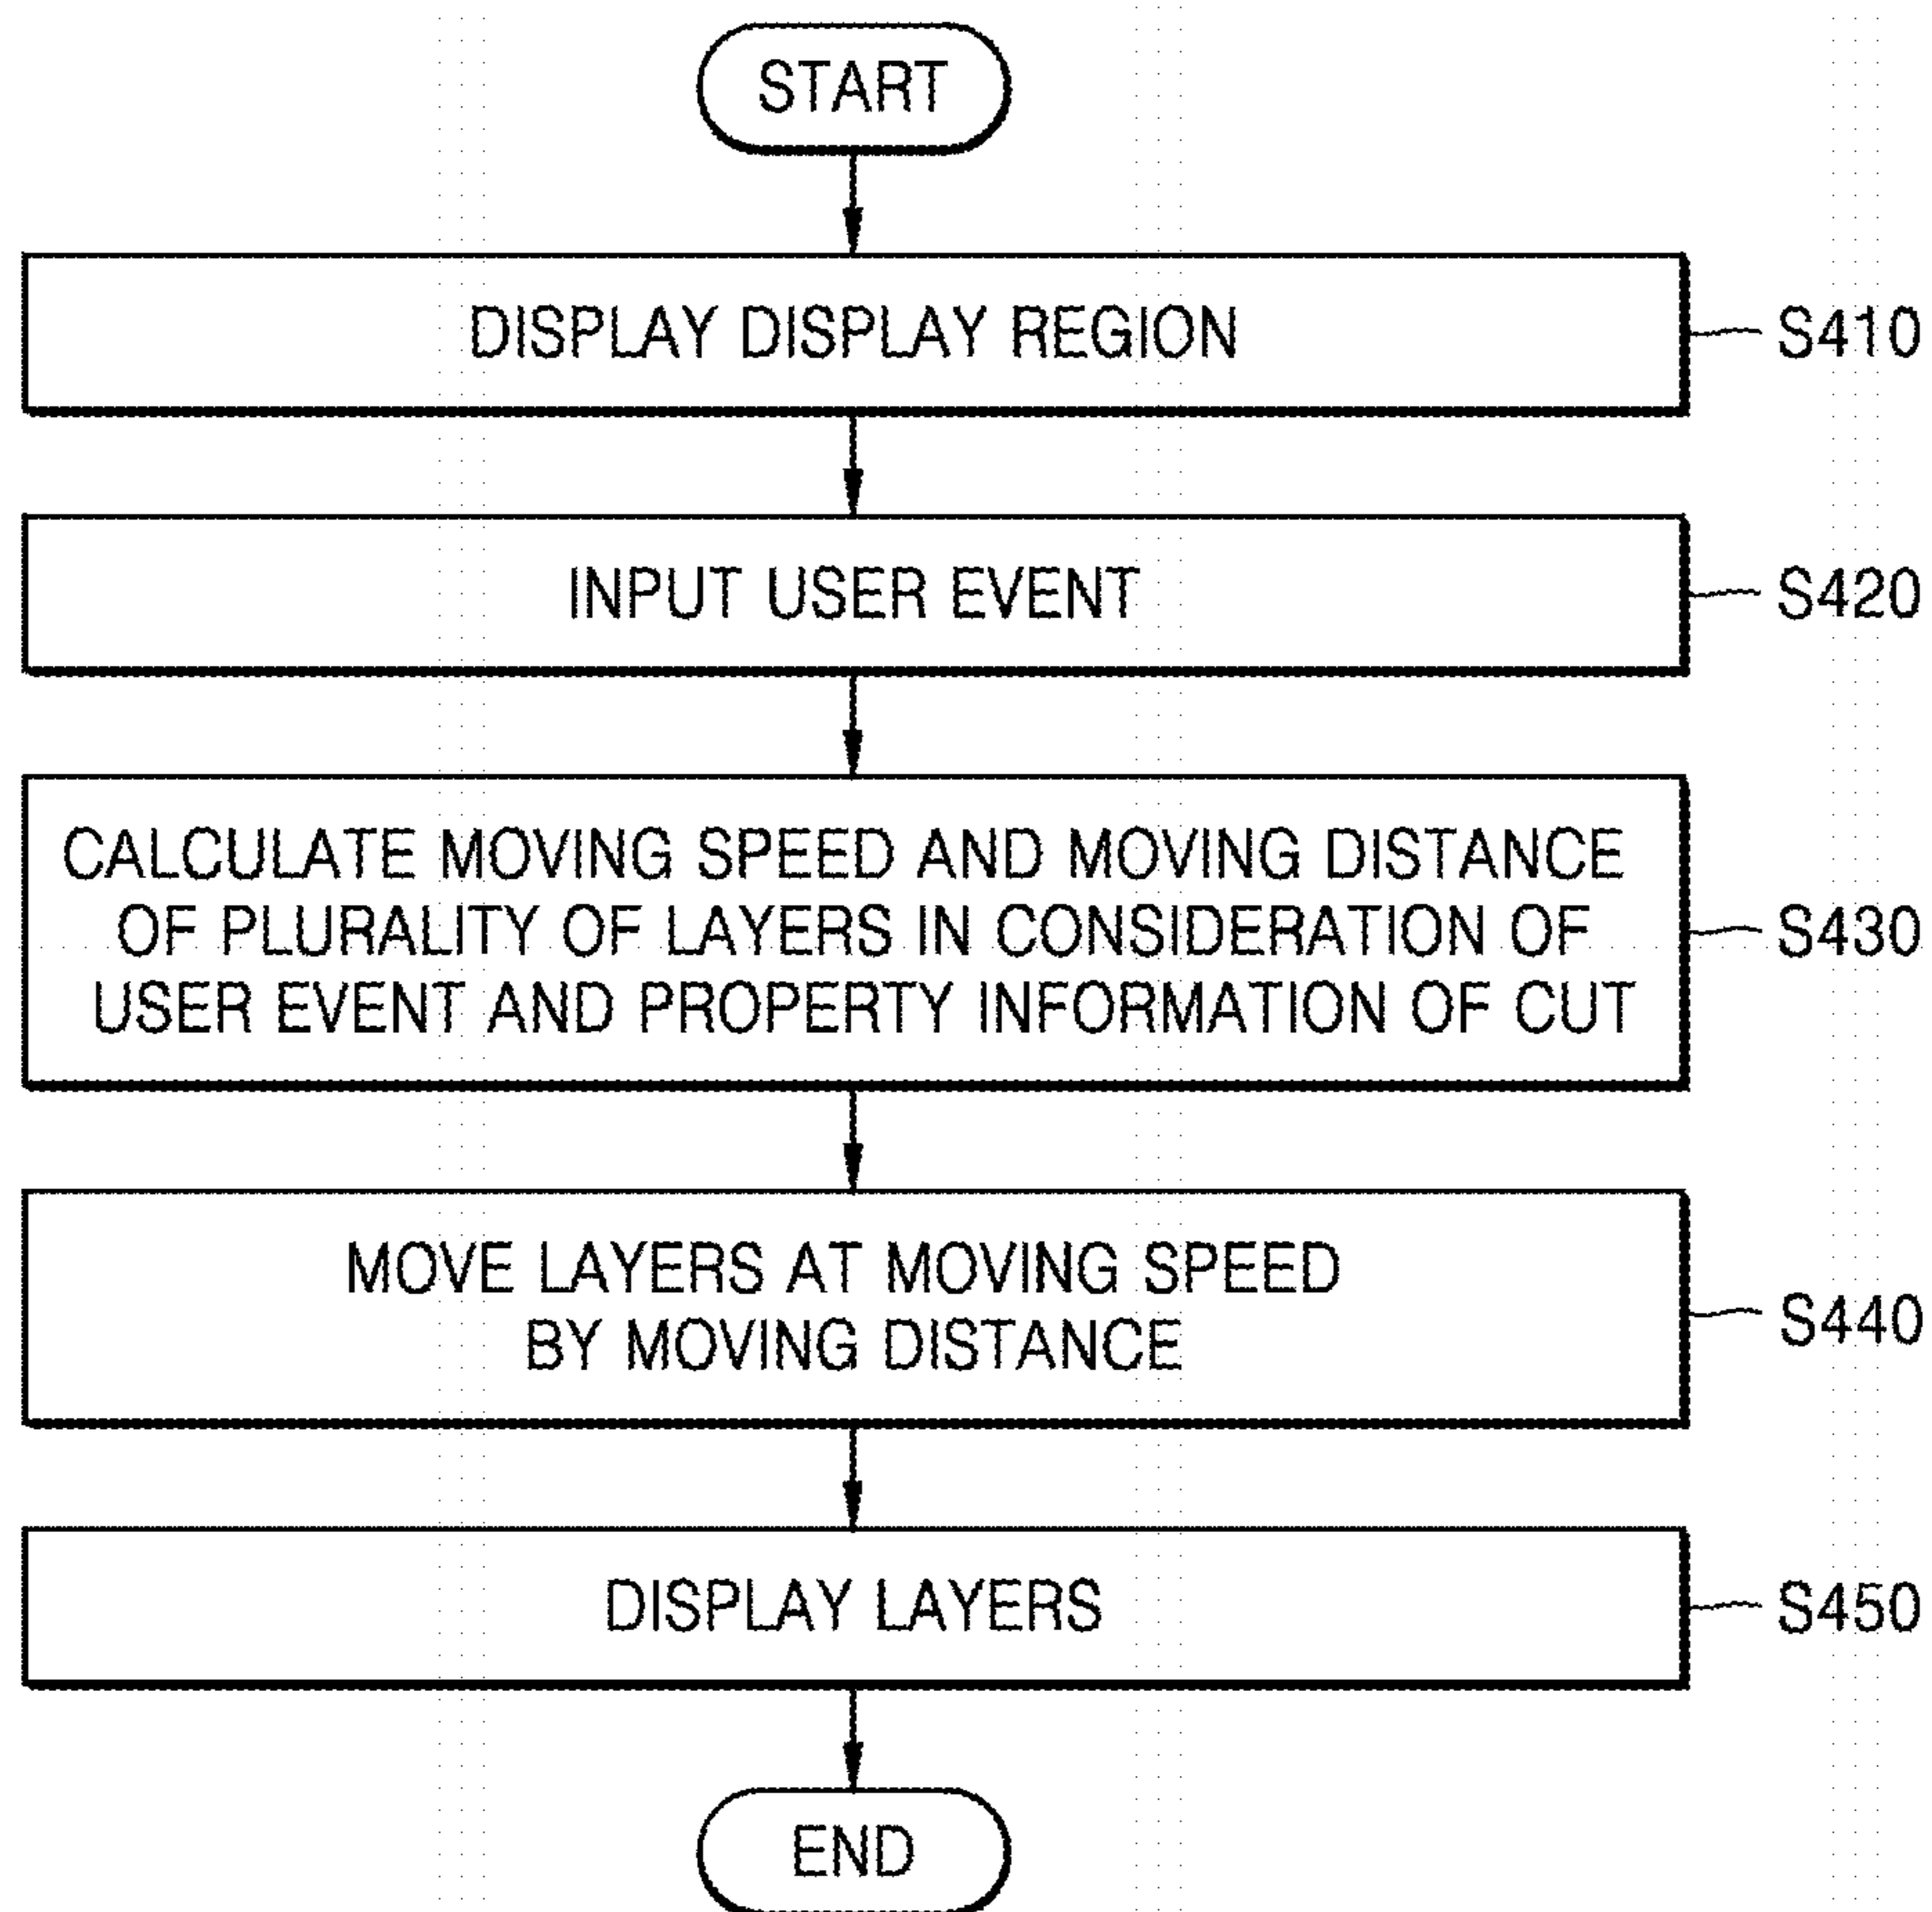 START
DISPLAY DISPLAY REGION
S410
INPUT USER EVENT
S420
CALCULATE MOVING SPEED AND MOVING DISTANCE
OF PLURALITY OF LAYERS IN CONSIDERATION OF
USER EVENT AND PROPERTY INFORMATION OF CUT
S430
MOVE LAYERS AT MOVING SPEED
BY MOVING DISTANCE
S440
DISPLAY LAYERS
S450
END